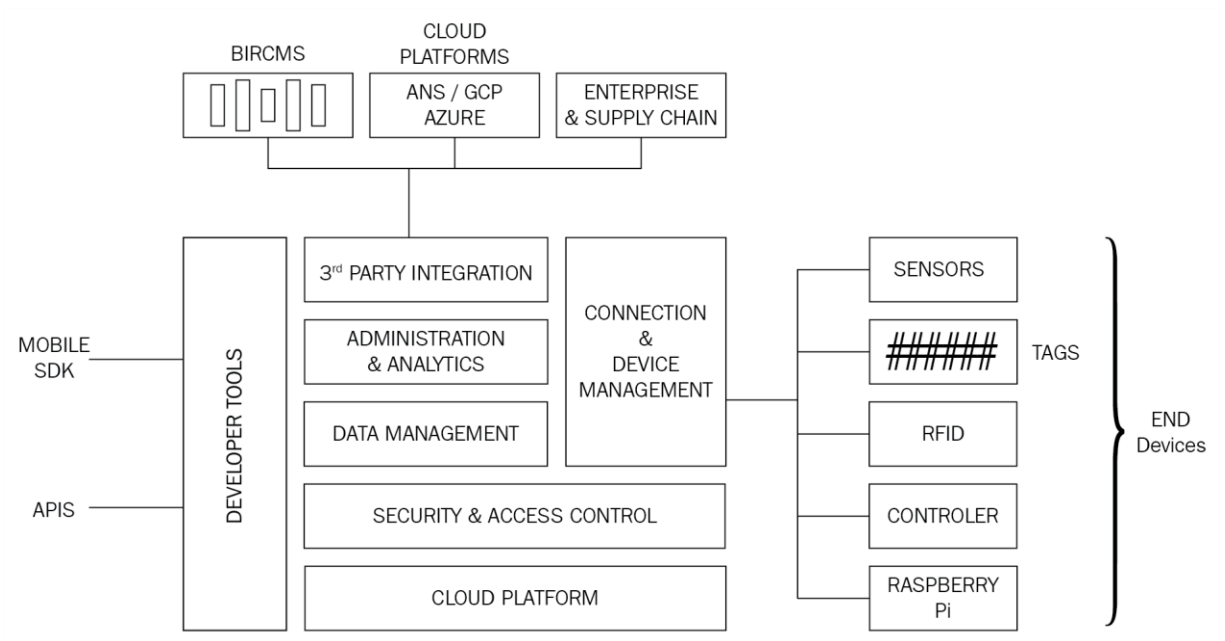 BIRCMS
CLOUD
PLATFORMS
ANS / GCP
AZURE
ENTERPRISE
& SUPPLY CHAIN
MOBILE
SDK
APIS
DEVELOPER TOOLS
3rd PARTY INTEGRATION
ADMINISTRATION
& ANALYTICS
DATA MANAGEMENT
CONNECTION
&
DEVICE
MANAGEMENT
SECURITY & ACCESS CONTROL
CLOUD PLATFORM
SENSORS
TAGS
RFID
CONTROLER
RASPBERRY
Pi
END
Devices